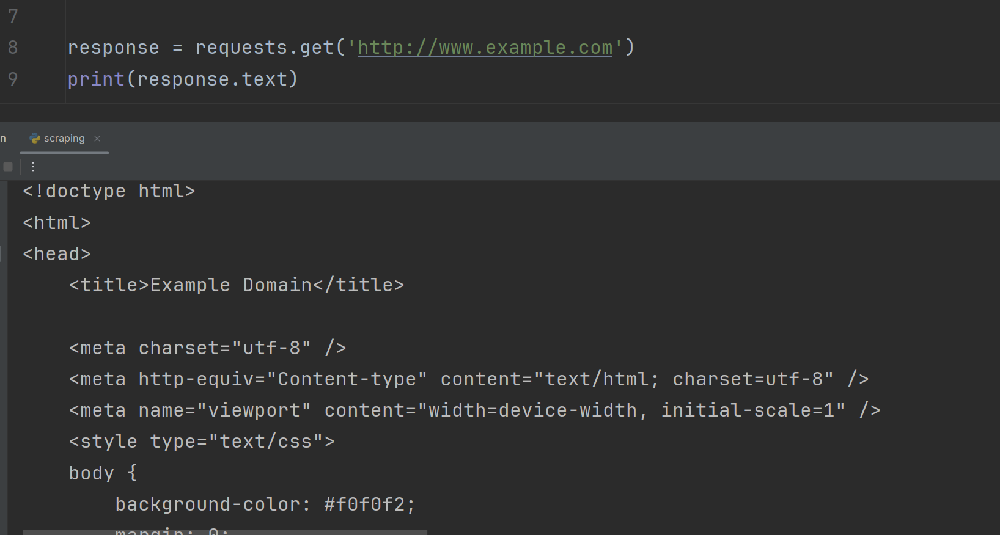 7
8 response = requests.get('http://www.example.com')
9 print(response.text)
n scraping ×
<!doctype html>
<html>
<head>
    <title>Example Domain</title>

    <meta charset="utf-8" />
    <meta http-equiv="Content-type" content="text/html; charset=utf-8" />
    <meta name="viewport" content="width=device-width, initial-scale=1" />
    <style type="text/css">
    body {
        background-color: #f0f0f2;
        margin: 0;